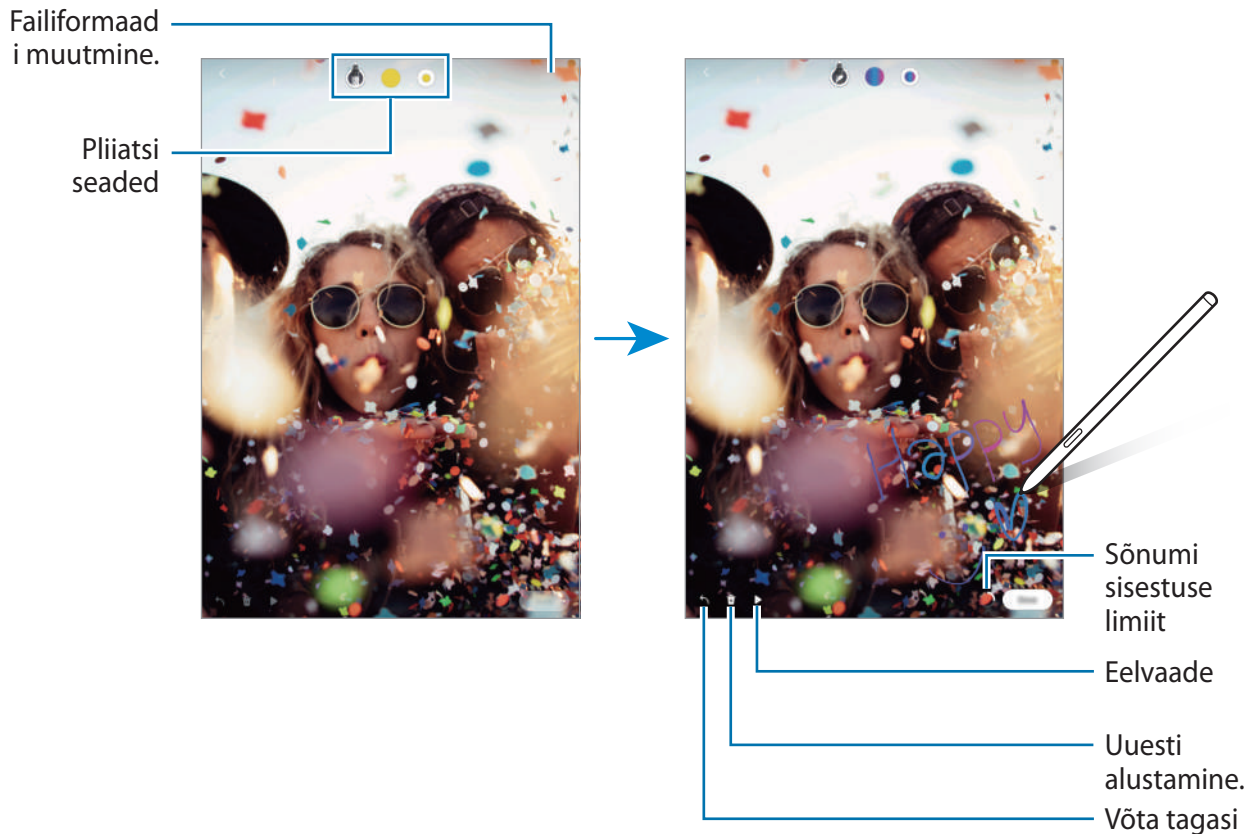 Failiformaad
i muutmine.
Pliiatsi
seaded
Happy
Sõnumi
sisestuse
limiit
Eelvaade
Uuesti
alustamine.
Võta tagasi